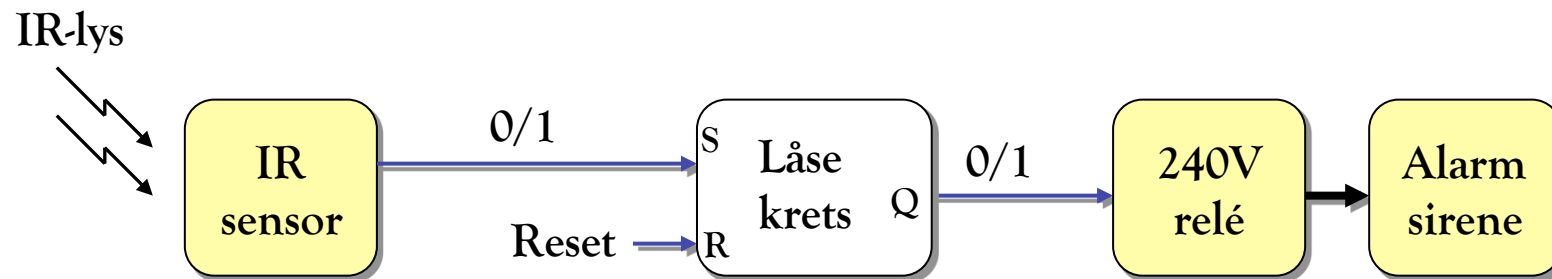 IR-lys
IR
sensor
0/1
S
Reset
R
Låse
krets
Q
0/1
240V
relé
Alarm
sirene